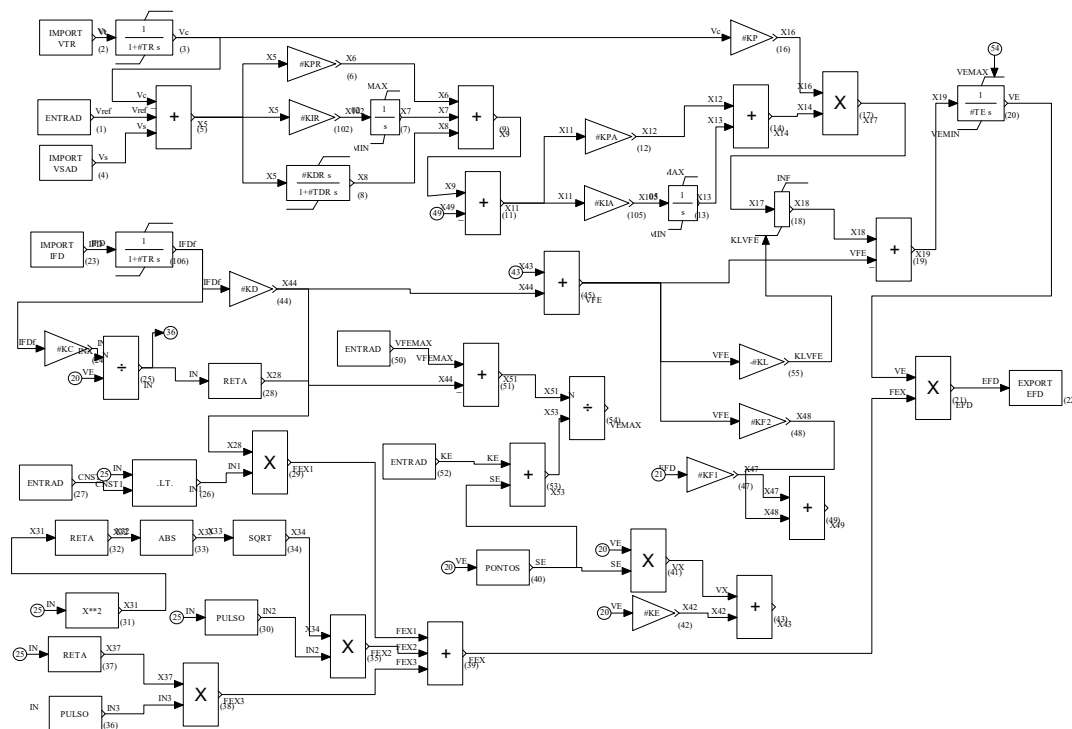 IMPORT
VTR
Vt
(2)
1
1+#TR s
Vc
(3)
Vc
#KP
X16
(16)
54
VEMAX
X5
#KPR
X6
(6)
ENTRAD
Vref
(1)
Vc
Vref
Vs
+
X5
(5)
X5
#KIR
X102
(102)
MAX
1
s
MIN
X7
(7)
X6
X7
X8
+
X9
(9)
X11
#KPA
X12
(12)
X12
X13
+
(14)
X14
X16
X14
X
(17)
X17
X19
1
#TE s
VE
(20)
VEMIN
IMPORT
VSAD
Vs
(4)
X5
#KDR s
1+#TDR s
X8
(8)
X9
X49
49
+
X11
(11)
X11
#KIA
X105
(105)
MAX
1
s
MIN
X13
(13)
INF
X17
X18
(18)
KLVFE
X18
VFE
+
X19
(19)
IMPORT
IFD
IFD
(23)
1
1+#TR s
IFDf
(106)
IFDf
#KD
X44
(44)
43
X43
X44
+
(45)
VFE
IFDf
#KC
20
VE
÷
(25)
IN
36
IN
RETA
X28
(28)
ENTRAD
VFEMAX
(50)
VFEMAX
X44
+
X51
(51)
X51
X53
÷
(54)
VEMAX
VFE
-#KL
KLVFE
(55)
VE
FEX
X
(21)
EFD
EFD
EXPORT
EFD
VFE
#KF2
X48
(48)
X28
IN1
X
(29)
FEX1
ENTRAD
KE
(52)
KE
SE
+
(53)
X53
21
EFD
#KF1
X47
(47)
X47
X48
+
(49)
X49
ENTRAD
CNST1
(27)
25
IN
CNST1
.LT.
IN1
(26)
X31
RETA
X32
(32)
ABS
X33
(33)
X33
SQRT
X34
(34)
20
VE
PONTOS
SE
(40)
20
VE
SE
X
(41)
VX
25
IN
X**2
X31
(31)
25
IN
PULSO
IN2
(30)
X34
IN2
X
(35)
FEX2
20
VE
#KE
X42
(42)
VX
X42
+
(43)
X43
25
IN
RETA
X37
(37)
FEX1
FEX2
FEX3
+
(39)
FEX
X37
IN3
X
(38)
FEX3
IN
PULSO
IN3
(36)